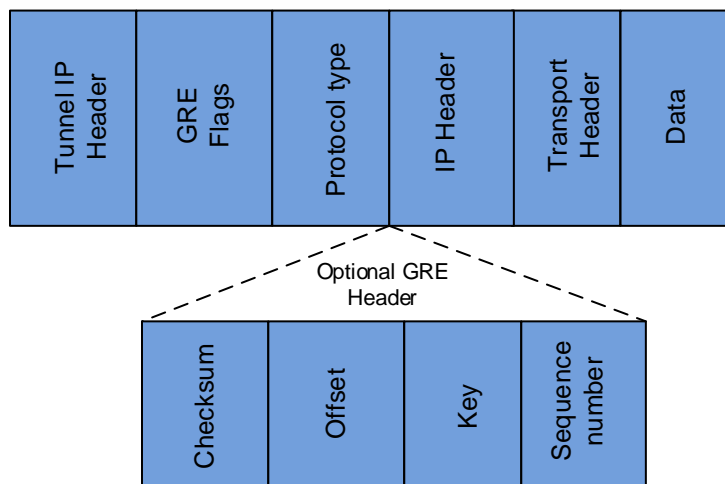 Tunnel IP
Header
GRE
Flags
Protocol type
IP Header
Transport
Header
Data
Optional GRE
Header
Checksum
Offset
Key
Sequence
number